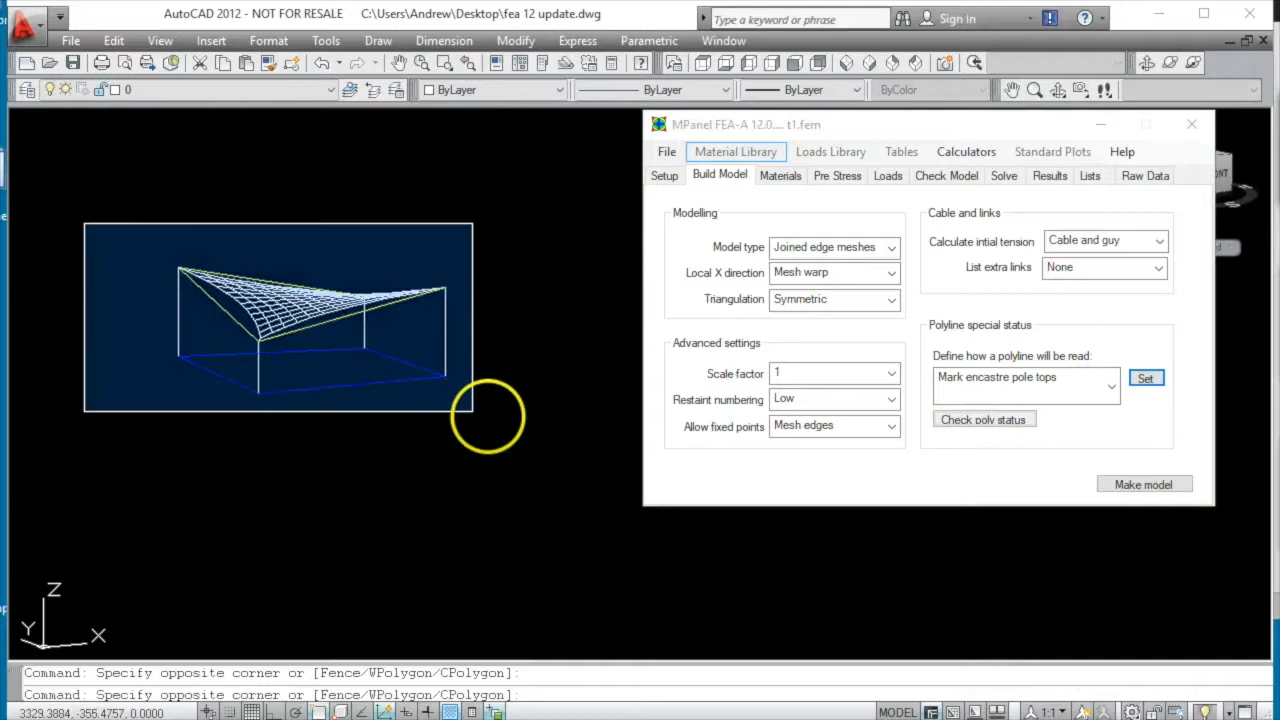 AutoCAD 2012 - NOT FOR RESALE C:\Users\Andrew\Desktop\fea 12 update.dwg
Type a keyword or phrase
Sign In
File Edit View Insert Format Tools Draw Dimension Modify Express Parametric Window
0
ByLayer
ByLayer
ByLayer
ByColor
MPanel FEA-A 12.0.... t1.fem
File Material Library Loads Library Tables Calculators Standard Plots Help
Setup Build Model Materials Pre Stress Loads Check Model Solve Results Lists Raw Data
Modelling
Model type Joined edge meshes
Local X direction Mesh warp
Triangulation Symmetric
Advanced settings
Scale factor 1
Restaint numbering Low
Allow fixed points Mesh edges
Cable and links
Calculate intial tension Cable and guy
List extra links None
Polyline special status
Define how a polyline will be read:
Mark encastre pole tops
Set
Check poly status
Make model
Z
Y
X
Command: Specify opposite corner or [Fence/WPolygon/CPolygon]:
Command: Specify opposite corner or [Fence/WPolygon/CPolygon]:
3329.3884, -355.4757, 0.0000
MODEL
1:1